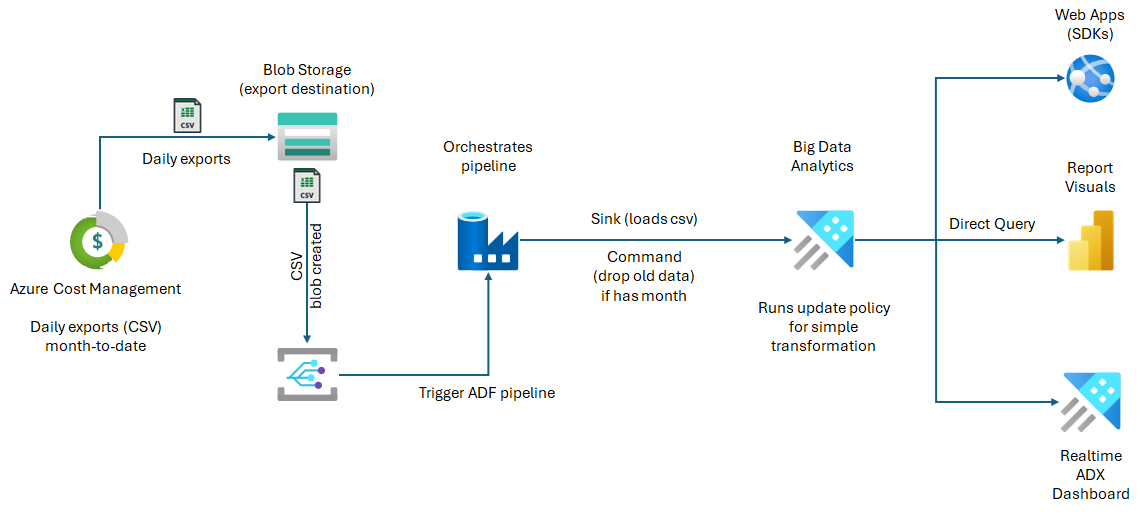 Web Apps
(SDKs)
Blob Storage
(export destination)
CSV
Daily exports
Orchestrates
pipeline
Big Data
Analytics
Report
Visuals
CSV
$
Sink (loads csv)
Direct Query
CSV
blob created
Command
(drop old data)
if has month
Azure Cost Management
Daily exports (CSV)
month-to-date
Runs update policy
for simple
transformation
Trigger ADF pipeline
Realtime
ADX
Dashboard